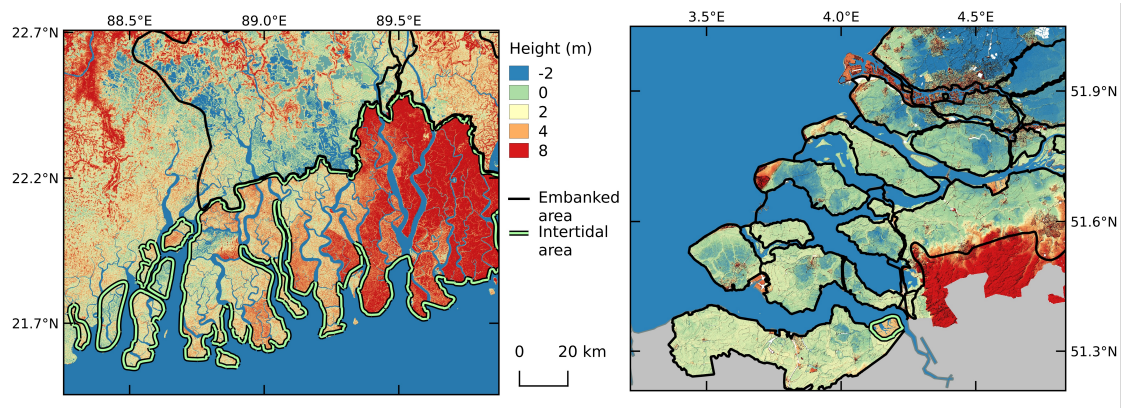 88.5°E 89.0°E 89.5°E
3.5°E 4.0°E 4.5°E
22.7°N
22.2°N
21.7°N
Height (m)
-2
0
2
4
8
Embanked
area
Intertidal
area
0 20 km
51.9°N
51.6°N
51.3°N